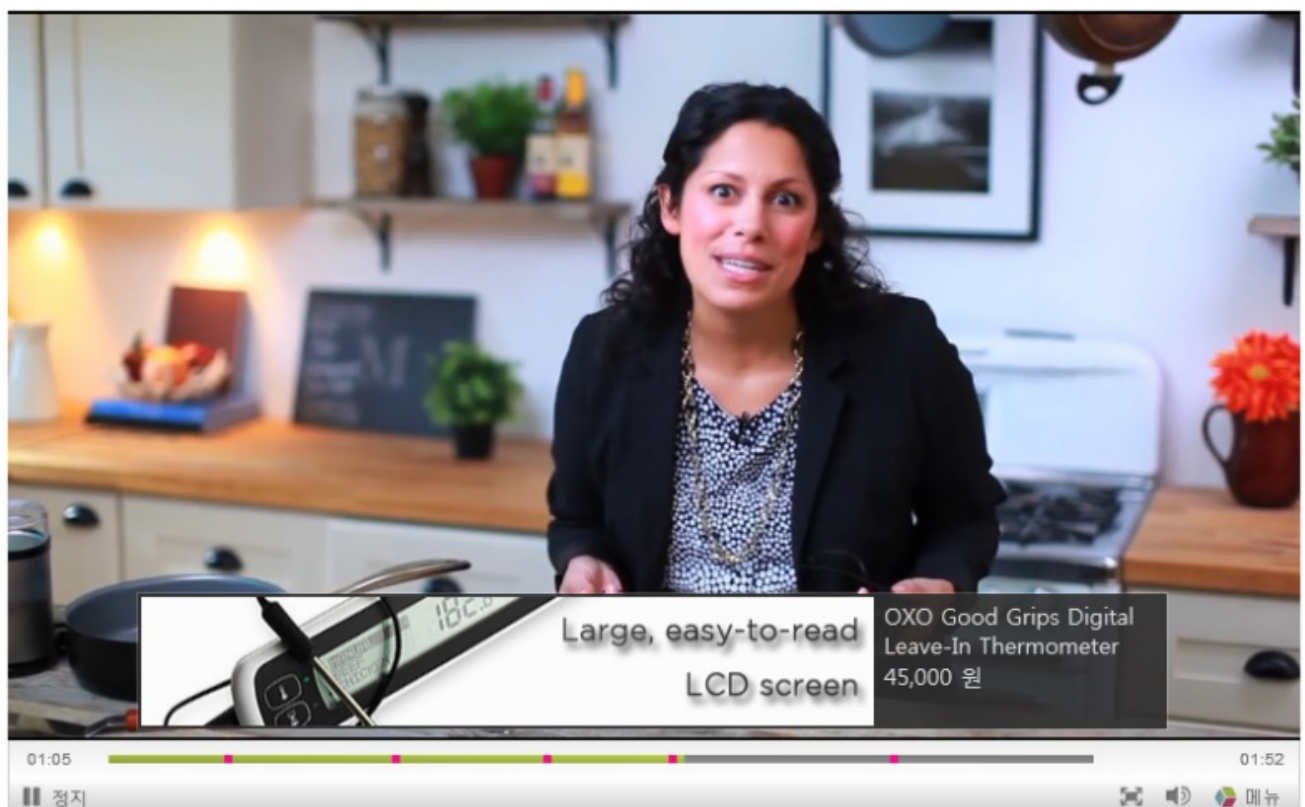 M
182.
Large, easy-to-read
LCD screen
OXO Good Grips Digital
Leave-In Thermometer
45,000 원
01:05
01:52
정지
메뉴